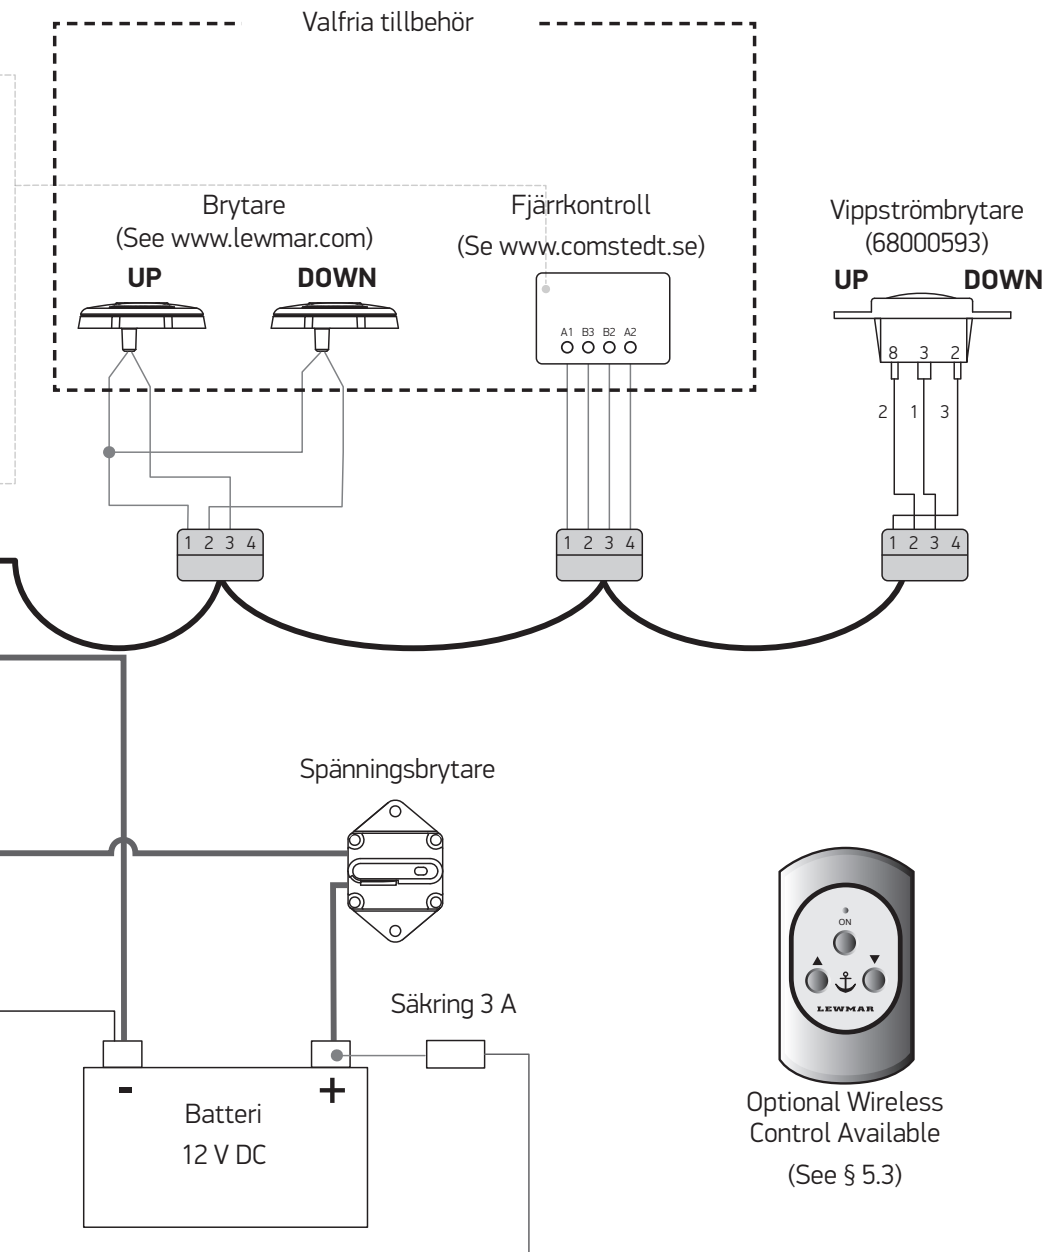 Valfria tillbehör
Brytare
(See www.lewmar.com)
UP DOWN
Fjärrkontroll
(Se www.comstedt.se)
A1 B3 B2 A2
Vippströmbrytare
(68000593)
UP DOWN
8 3 2
2 1 3
1 2 3 4
1 2 3 4
1 2 3 4
Spänningsbrytare
Säkring 3 A
- +
Batteri
12 V DC
ON
LEWMAR
Optional Wireless
Control Available
(See § 5.3)